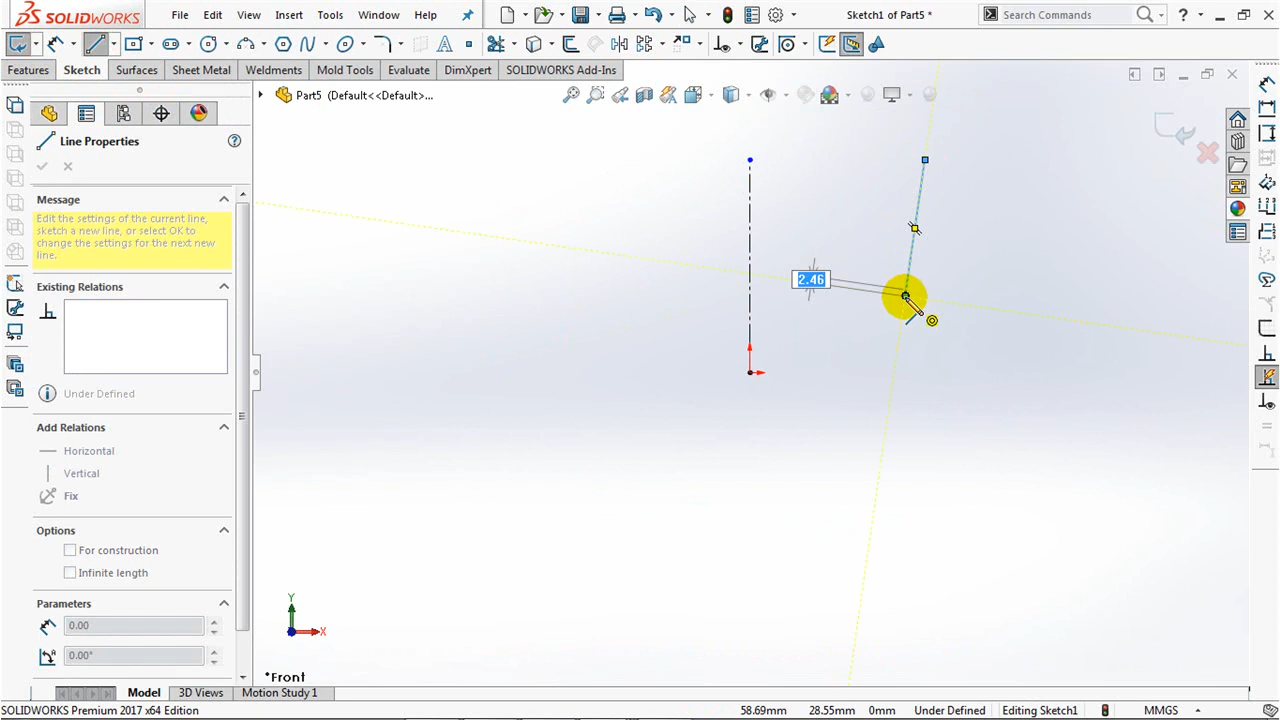 SOLIDWORKS
File Edit View Insert Tools Window Help
Sketch1 of Part5 *
Search Commands
?
A
Features Sketch Surfaces Sheet Metal Weldments Mold Tools Evaluate DimXpert SOLIDWORKS Add-Ins
Part5 (Default<<Default>...
Line Properties
Message
Edit the settings of the current line,
sketch a new line, or select OK to
change the settings for the next new
line.
Existing Relations
Under Defined
Add Relations
Horizontal
Vertical
Fix
Options
For construction
Infinite length
Parameters
0.00
0.00°
2.46
Y
X
*Front
Model 3D Views Motion Study 1
SOLIDWORKS Premium 2017 x64 Edition
58.69mm 28.55mm 0mm Under Defined Editing Sketch1 MMGS